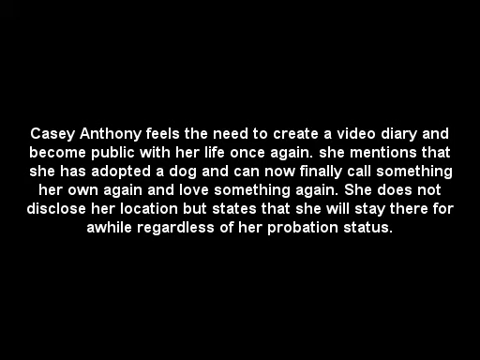 Casey Anthony feels the need to create a video diary and
become public with her life once again. she mentions that
she has adopted a dog and can now finally call something
her own again and love something again. She does not
disclose her location but states that she will stay there for
awhile regardless of her probation status.